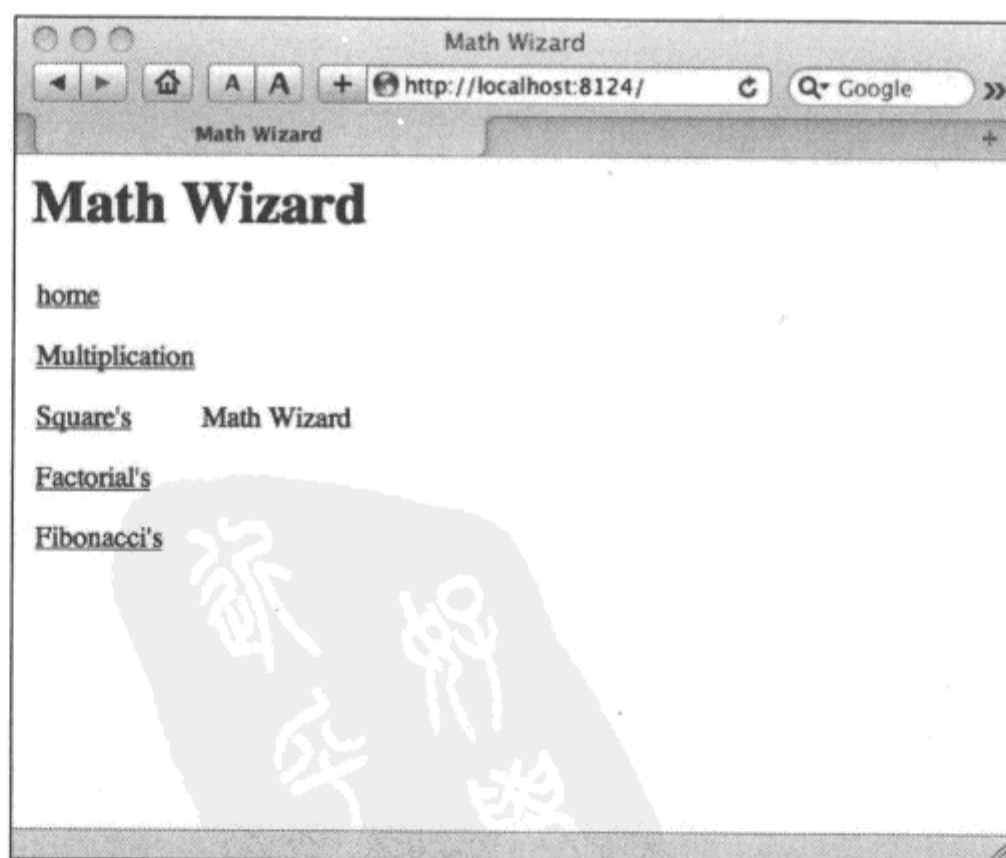 Math Wizard
A A + http://localhost:8124/ Google »
Math Wizard +
Math Wizard
home
Multiplication
Square's Math Wizard
Factorial's
Fibonacci's